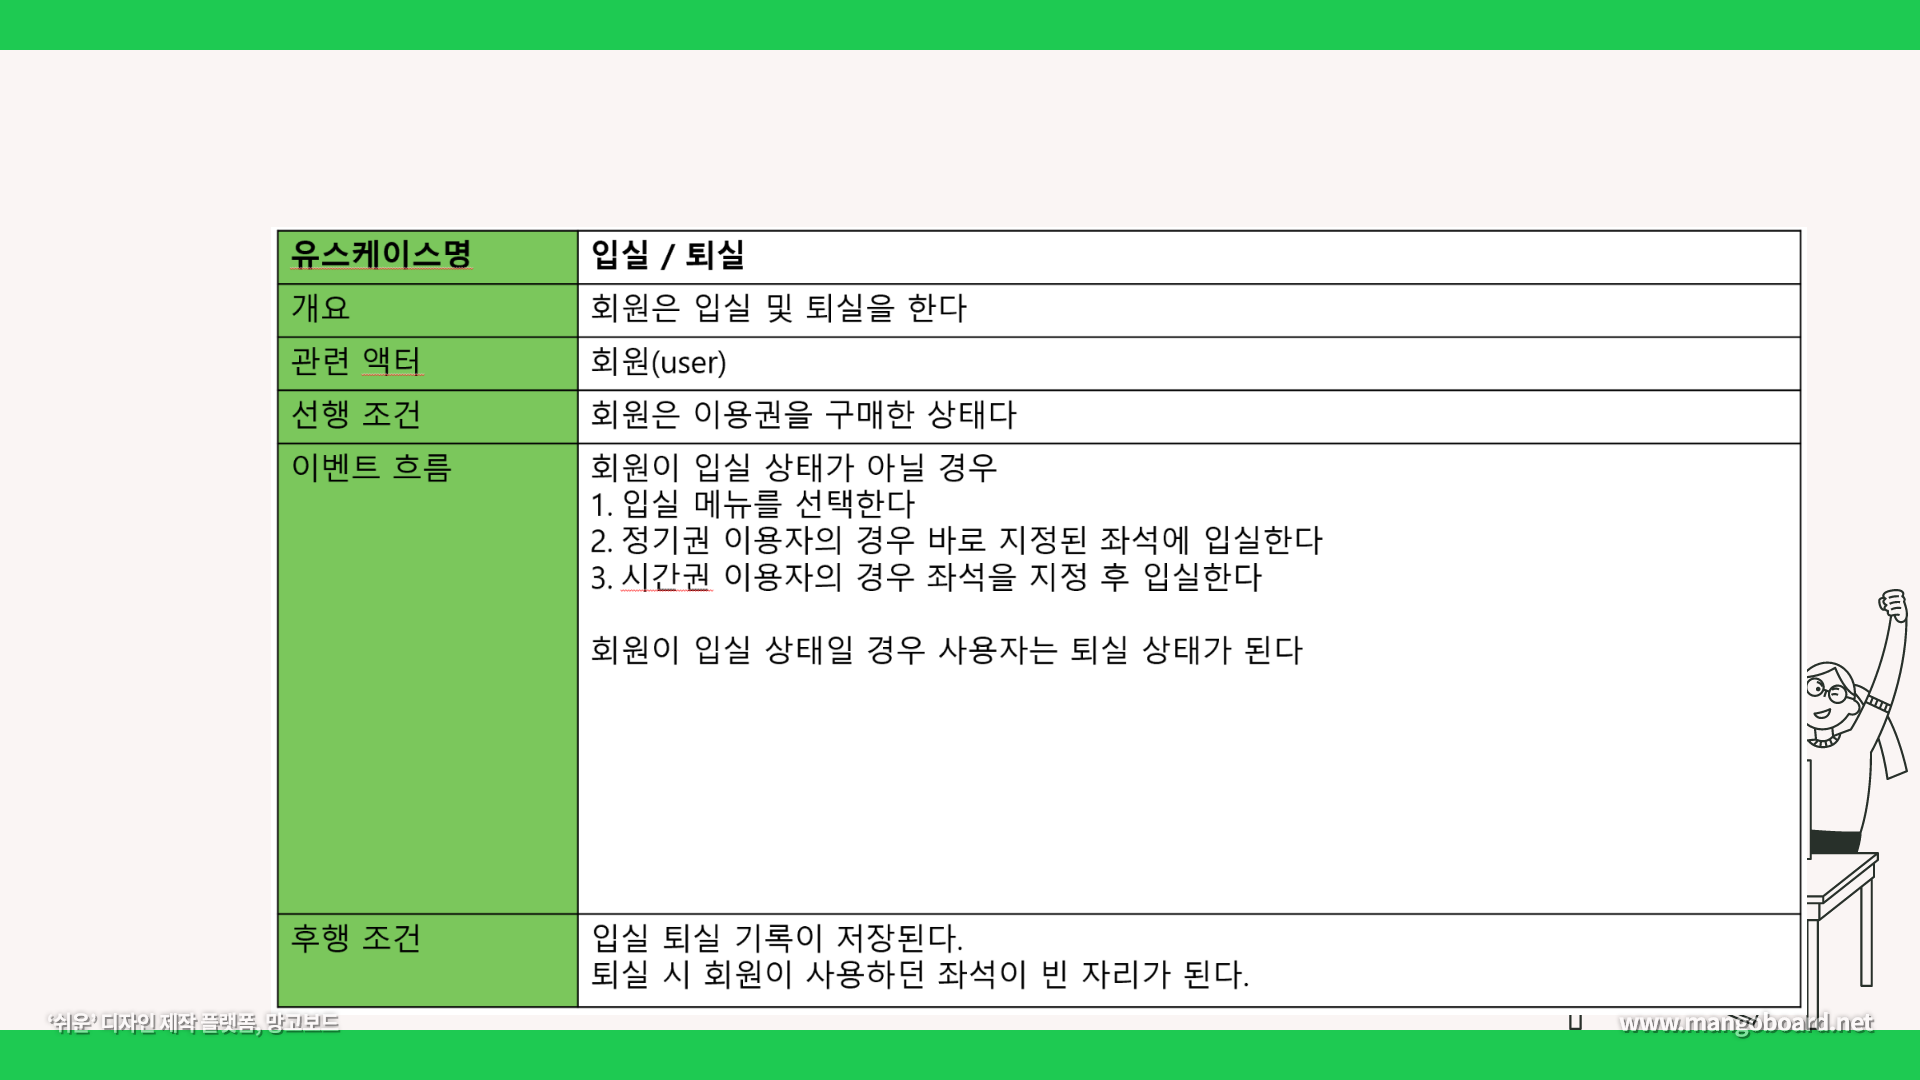 유스케이스명
입실 / 퇴실
개요
회원은 입실 및 퇴실을 한다
관련 액터
회원(user)
선행 조건
회원은 이용권을 구매한 상태다
이벤트 흐름
회원이 입실 상태가 아닐 경우
1. 입실 메뉴를 선택한다
2. 정기권 이용자의 경우 바로 지정된 좌석에 입실한다
3. 시간권 이용자의 경우 좌석을 지정 후 입실한다
회원이 입실 상태일 경우 사용자는 퇴실 상태가 된다
후행 조건
입실 퇴실 기록이 저장된다.
퇴실 시 회원이 사용하던 좌석이 빈 자리가 된다.
‘쉬운’ 디자인 제작 플랫폼, 망고보드
www.mangoboard.net